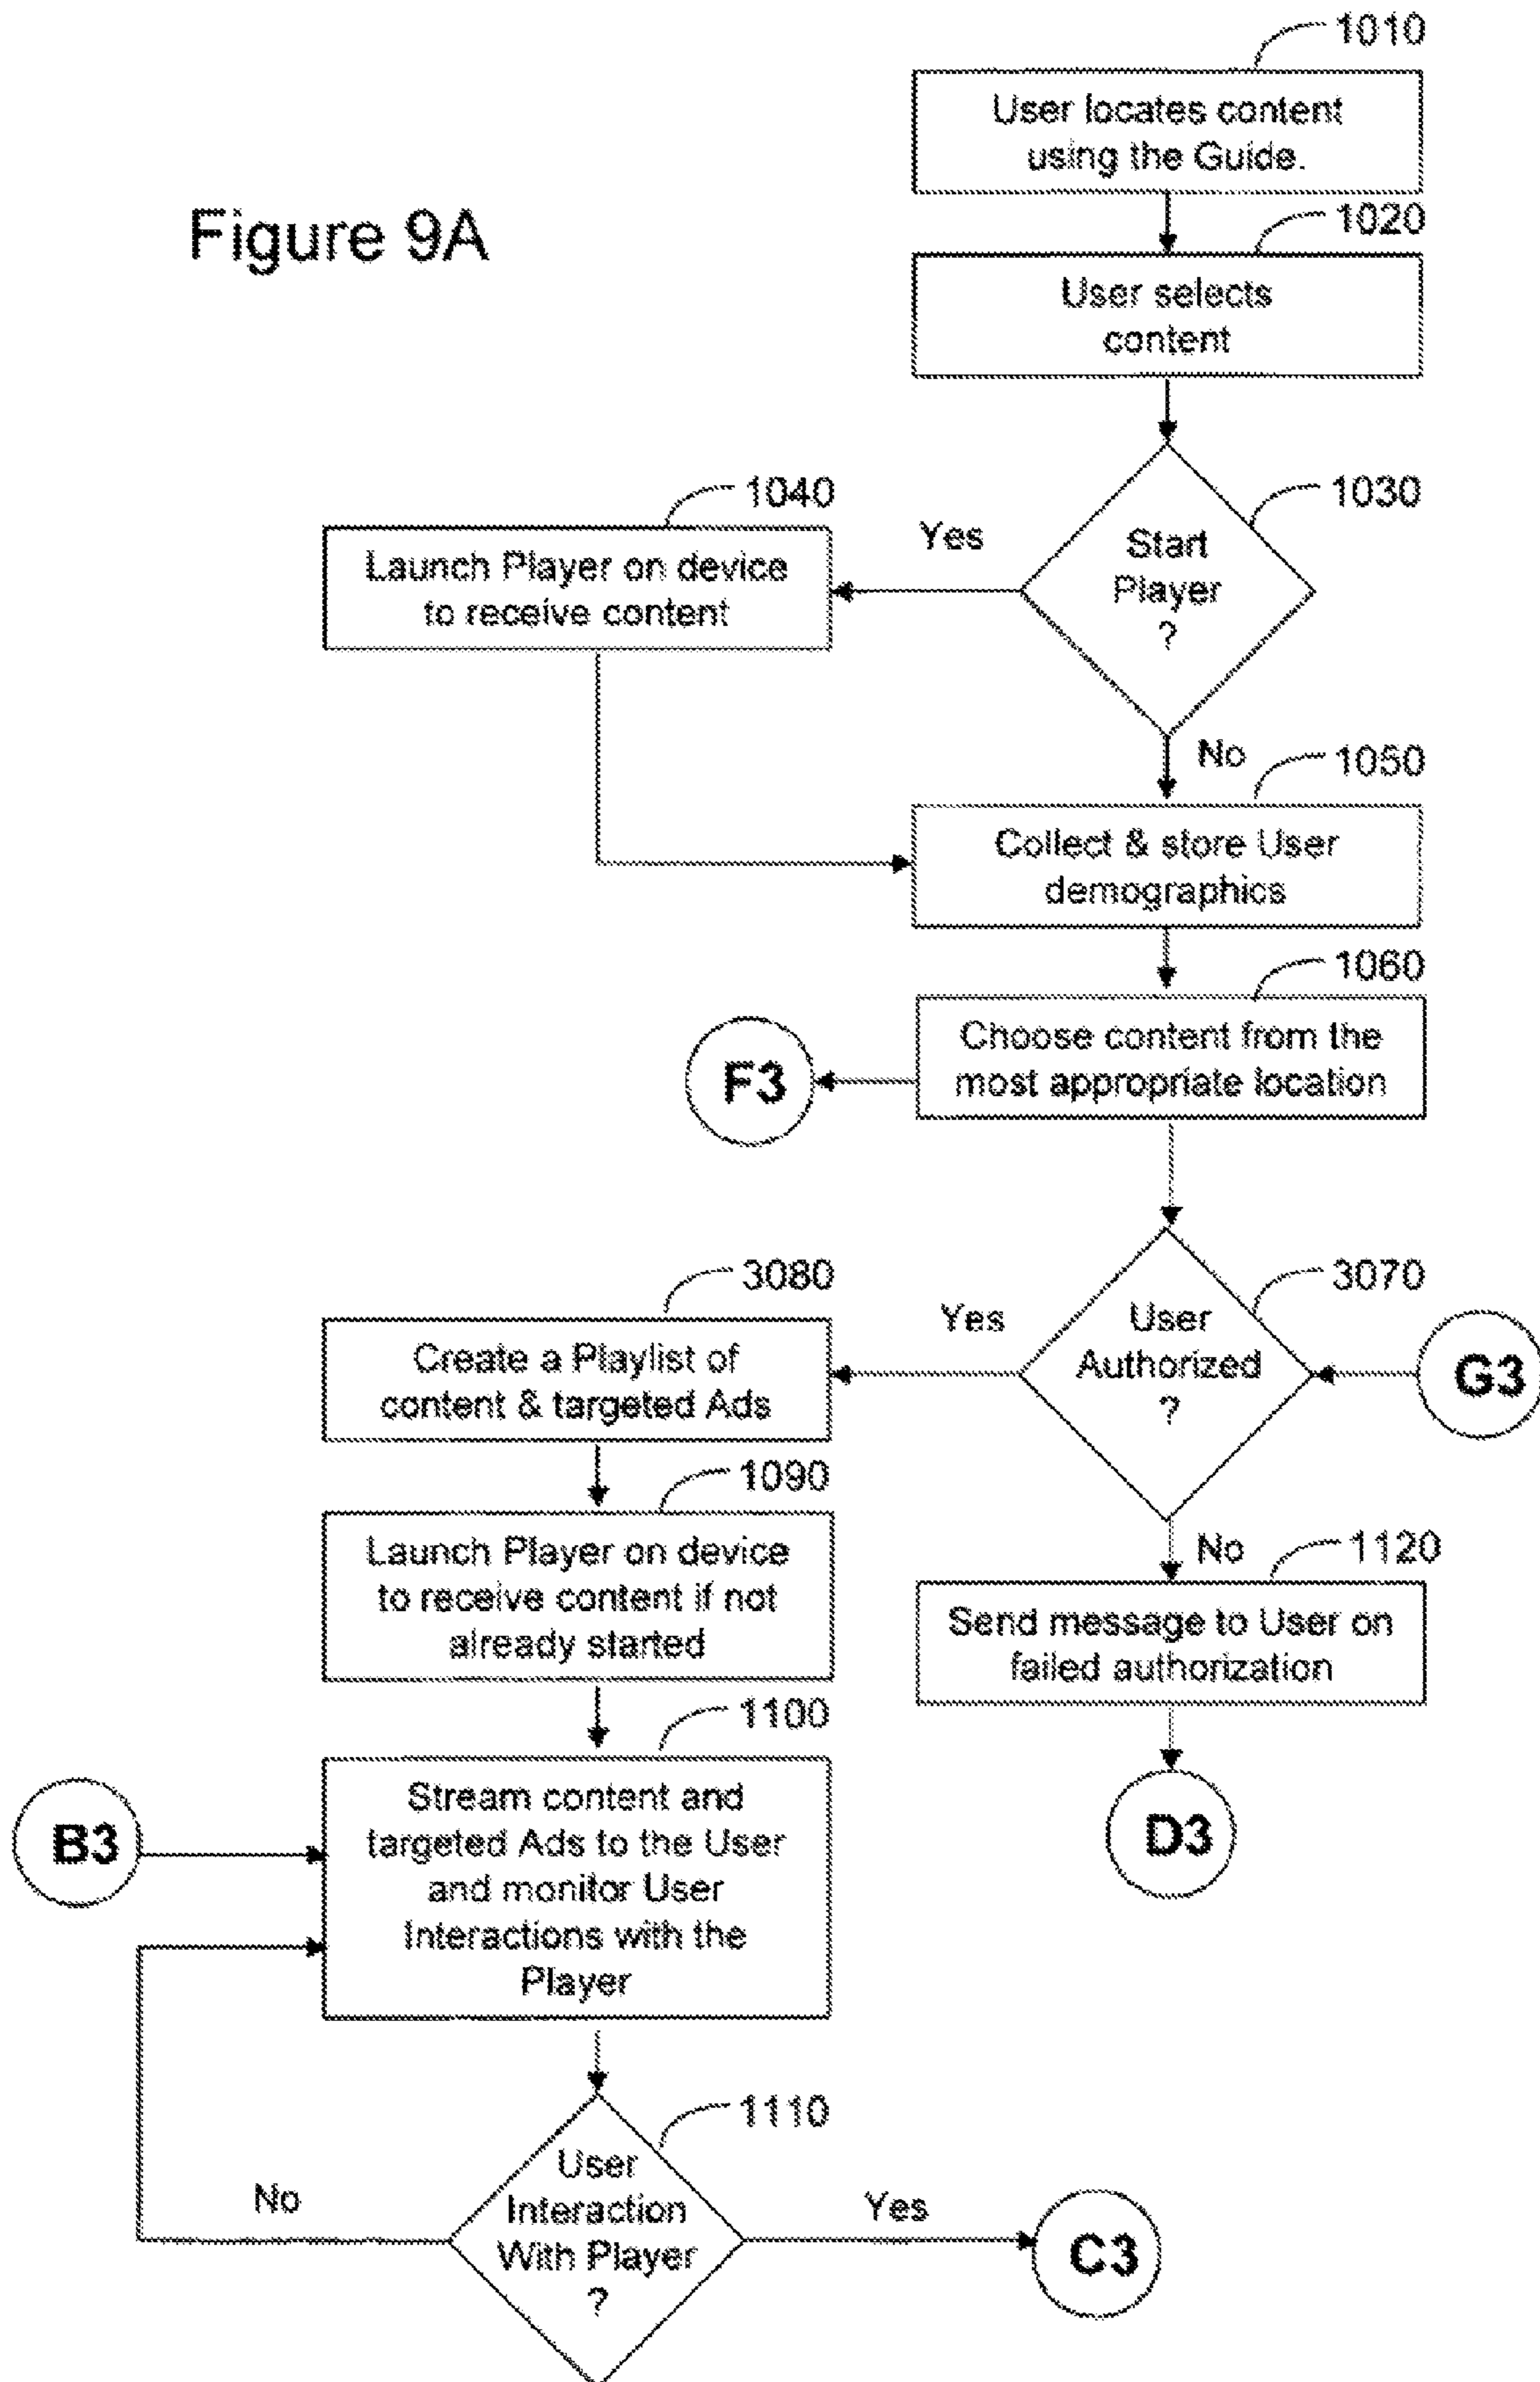 1010
User locates content
using the Guide.
Figure 9A
1020
User selects
content
1040
1030
Launch Player on device
to receive content
Yes
Start
Player
?
No
1050
Collect & store User
demographics
1060
Choose content from the
most appropriate location
F3
3080
3070
Create a Playlist of
content & targeted Ads
Yes
User
Authorized
?
G3
1090
Launch Player on device
to receive content if not
already started
No
1120
Send message to User on
failed authorization
1100
Stream content and
targeted Ads to the User
and monitor User
Interactions with the
Player
B3
D3
1110
User
Interaction
With Player
?
No
Yes
C3